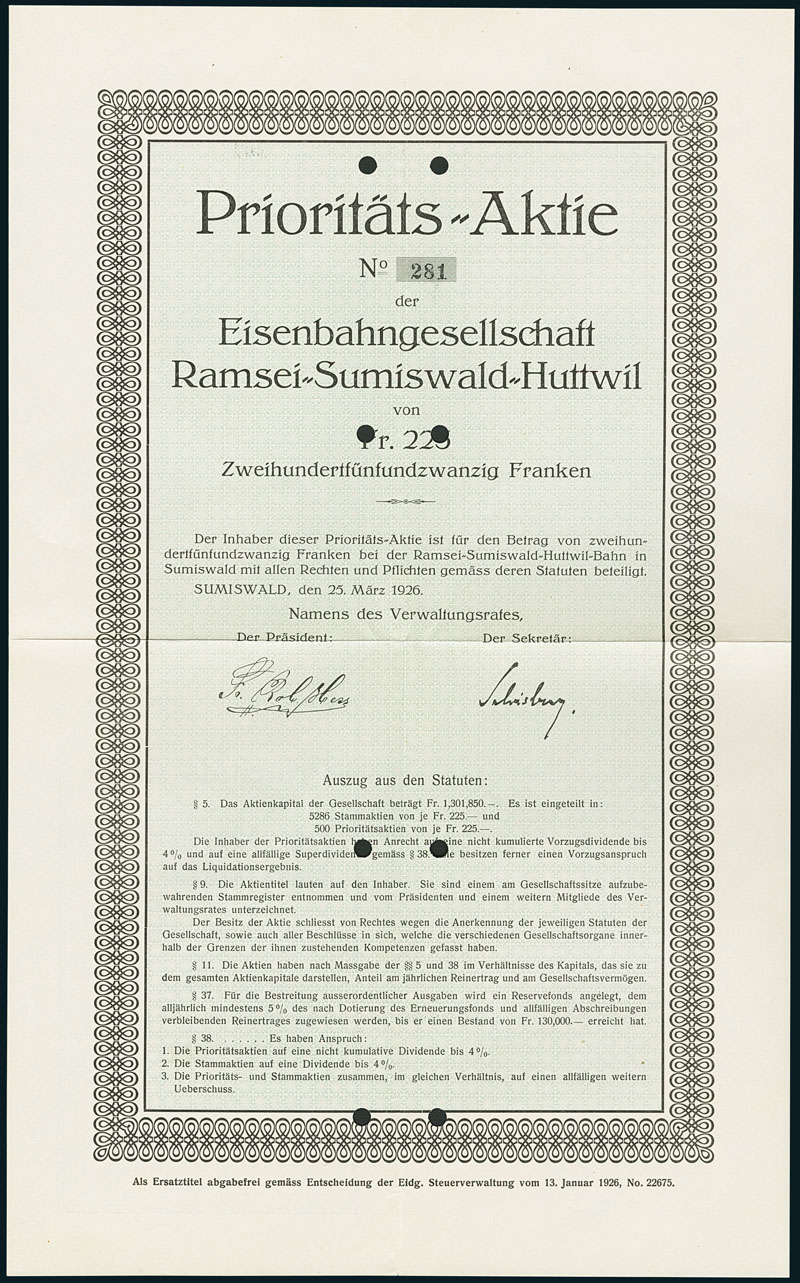 Prioritäts-Aktie
No 281
der
Eisenbahngesellschaft
Ramsei-Sumiswald-Huttwil
von
Fr. 225
Zweihundertfünfundzwanzig Franken
Der Inhaber dieser Prioritäts-Aktie ist für den Betrag von zweihun-
dertfünfundzwanzig Franken bei der Ramsei-Sumiswald-Huttwil-Bahn in
Sumiswald mit allen Rechten und Pflichten gemäss deren Statuten beteiligt.
SUMISWALD, den 25. März 1926.
Namens des Verwaltungsrates,
Der Präsident: Der Sekretär:
Auszug aus den Statuten:
§ 5. Das Aktienkapital der Gesellschaft beträgt Fr. 1,301,850.—. Es ist eingeteilt in:
5286 Stammaktien von je Fr. 225.— und
500 Prioritätsaktien von je Fr. 225.—.
Die Inhaber der Prioritätsaktien haben Anrecht auf eine nicht kumulierte Vorzugsdividende bis
4% und auf eine allfällige Superdividende gemäss § 38. Sie besitzen ferner einen Vorzugsanspruch
auf das Liquidationsergebnis.
§ 9. Die Aktientitel lauten auf den Inhaber. Sie sind einem am Gesellschaftssitze aufzube-
wahrenden Stammregister entnommen und vom Präsidenten und einem weitern Mitgliede des Ver-
waltungsrates unterzeichnet.
Der Besitz der Aktie schliesst von Rechtes wegen die Anerkennung der jeweiligen Statuten der
Gesellschaft, sowie auch aller Beschlüsse in sich, welche die verschiedenen Gesellschaftsorgane inner-
halb der Grenzen der ihnen zustehenden Kompetenzen gefasst haben.
§ 11. Die Aktien haben nach Massgabe der §§ 5 und 38 im Verhältnisse des Kapitals, das sie zu
dem gesamten Aktienkapitale darstellen, Anteil am jährlichen Reinertrag und am Gesellschaftsvermögen.
§ 37. Für die Bestreitung ausserordentlicher Ausgaben wird ein Reservefonds angelegt, dem
alljährlich mindestens 5% des nach Dotierung des Erneuerungsfonds und allfälligen Abschreibungen
verbleibenden Reinertrages zugewiesen werden, bis er einen Bestand von Fr. 130,000.— erreicht hat.
§ 38. . . . . . . Es haben Anspruch:
1. Die Prioritätsaktien auf eine nicht kumulative Dividende bis 4%.
2. Die Stammaktien auf eine Dividende bis 4%.
3. Die Prioritäts- und Stammaktien zusammen, im gleichen Verhältnis, auf einen allfälligen weitern
Ueberschuss.
Als Ersatztitel abgabefrei gemäss Entscheidung der Eidg. Steuerverwaltung vom 13. Januar 1926, No. 22675.